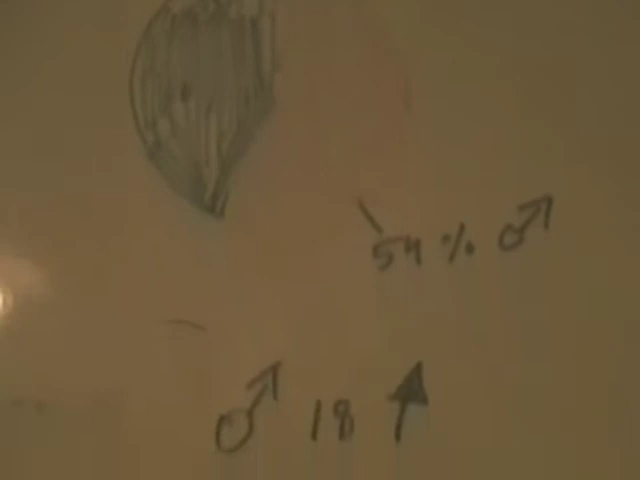 54 % ♂
♂ 18 ↑